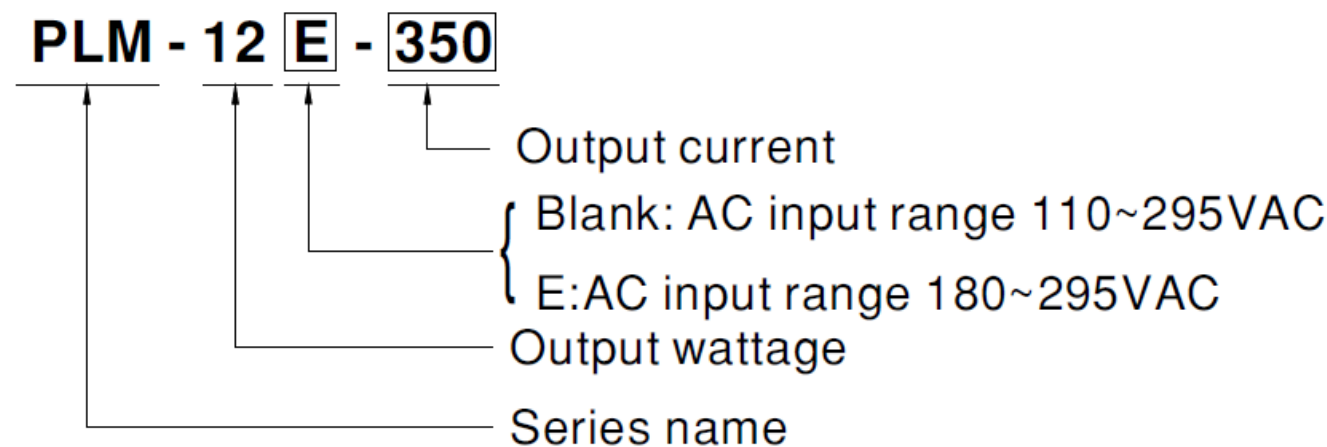 PLM - 12 E - 350
Output current
Blank: AC input range 110~295VAC
E:AC input range 180~295VAC
Output wattage
Series name